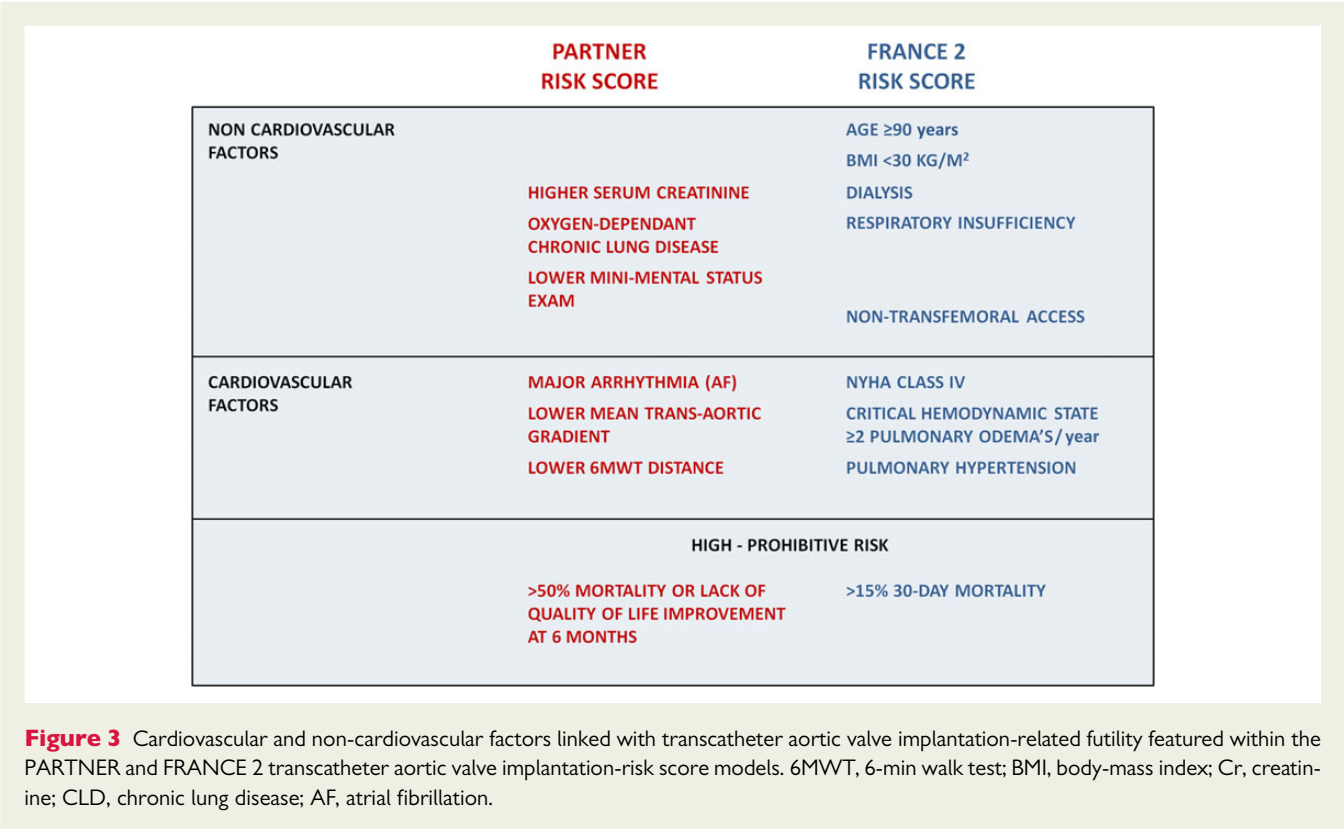 PARTNER
RISK SCORE
FRANCE 2
RISK SCORE
NON CARDIOVASCULAR
FACTORS
HIGHER SERUM CREATININE
OXYGEN-DEPENDANT
CHRONIC LUNG DISEASE
LOWER MINI-MENTAL STATUS
EXAM
AGE ≥90 years
BMI <30 KG/M²
DIALYSIS
RESPIRATORY INSUFFICIENCY
NON-TRANSFEMORAL ACCESS
CARDIOVASCULAR
FACTORS
MAJOR ARRHYTHMIA (AF)
LOWER MEAN TRANS-AORTIC
GRADIENT
LOWER 6MWT DISTANCE
NYHA CLASS IV
CRITICAL HEMODYNAMIC STATE
≥2 PULMONARY ODEMA'S/year
PULMONARY HYPERTENSION
HIGH - PROHIBITIVE RISK
>50% MORTALITY OR LACK OF
QUALITY OF LIFE IMPROVEMENT
AT 6 MONTHS
>15% 30-DAY MORTALITY
Figure 3 Cardiovascular and non-cardiovascular factors linked with transcatheter aortic valve implantation-related futility featured within the
PARTNER and FRANCE 2 transcatheter aortic valve implantation-risk score models. 6MWT, 6-min walk test; BMI, body-mass index; Cr, creatin-
ine; CLD, chronic lung disease; AF, atrial fibrillation.